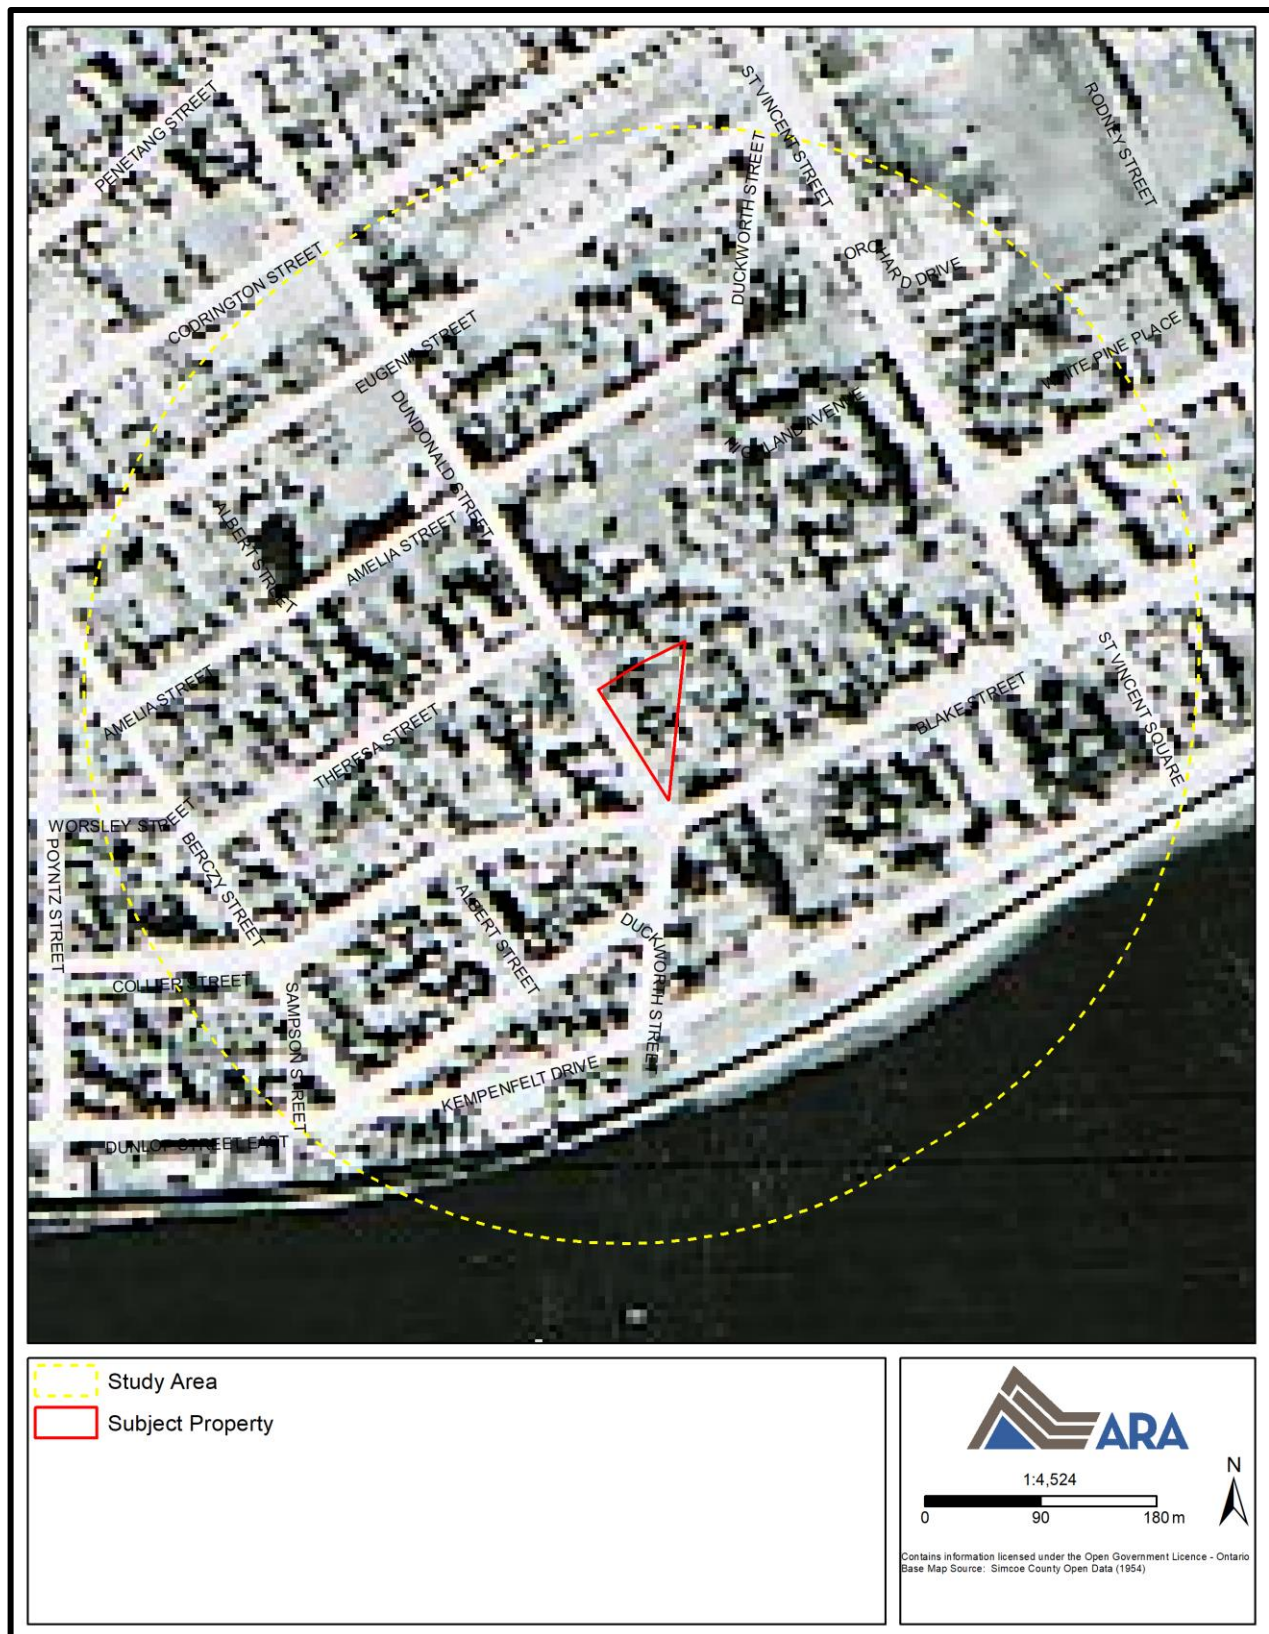 ST VINCENT STREET
RODNEY STREET
PENETANG STREET
DUCKWORTH STREET
ORCHARD DRIVE
CODRINGTON STREET
EUGENIA STREET
WHITE PINE PLACE
DUNDONALD STREET
HIGHLAND AVENUE
ALBERT STREET
AMELIA STREET
AMELIA STREET
THERESA STREET
BLAKE STREET
ST VINCENT SQUARE
WORSLEY STREET
POYNTZ STREET
BERCZY STREET
ALBERT STREET
DUCKWORTH STREET
COLLIER STREET
SAMPSON STREET
KEMPENFELT DRIVE
DUNLOP STREET EAST
Study Area
Subject Property
ARA
1:4,524
N
0 90 180 m
Contains information licensed under the Open Government Licence - Ontario
Base Map Source: Simcoe County Open Data (1954)